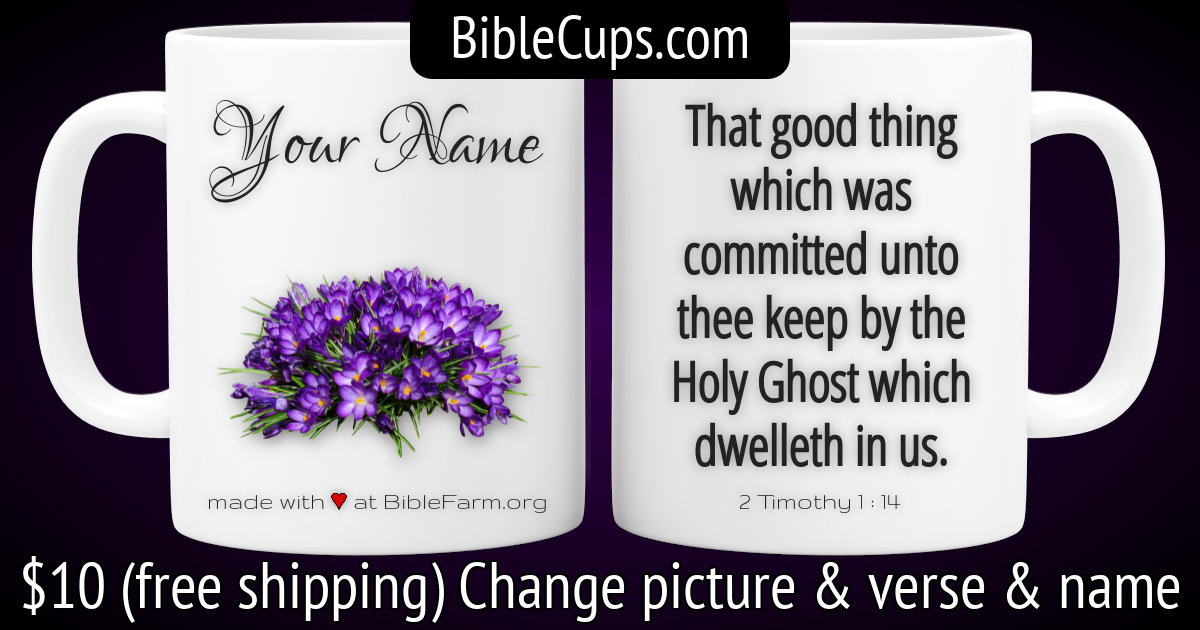 BibleCups.com
Your Name
made with ♥ at BibleFarm.org
That good thing
which was
committed unto
thee keep by the
Holy Ghost which
dwelleth in us.
2 Timothy 1 : 14
$10 (free shipping) Change picture & verse & name